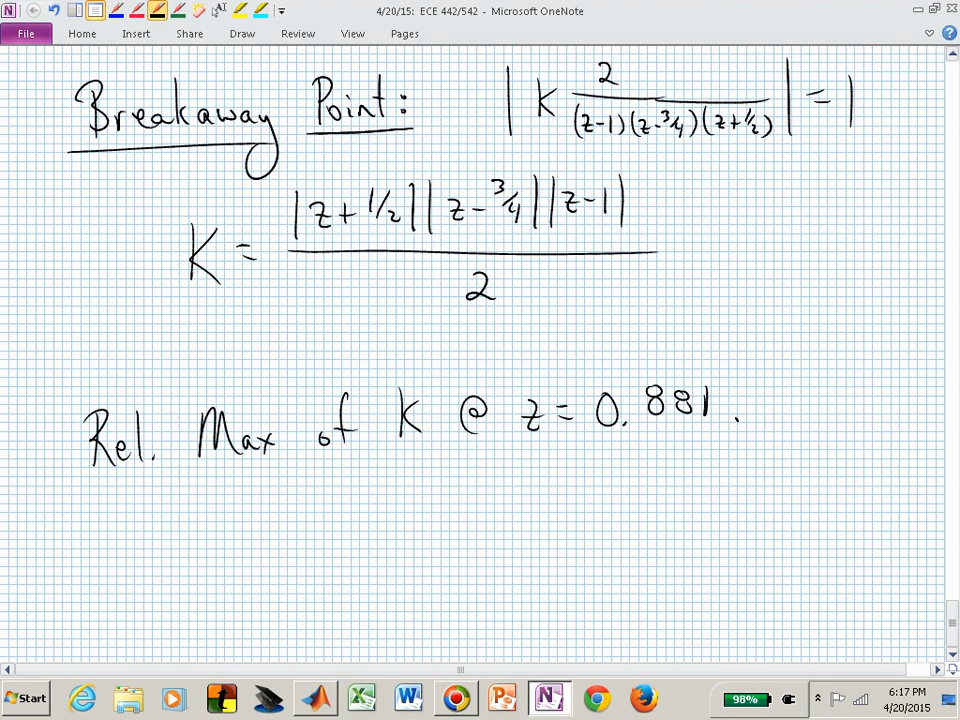 4/20/15: ECE 442/542 - Microsoft OneNote
File Home Insert Share Draw Review View Pages
Breakaway Point: | K 2 / ((z-1)(z-3/4)(z+1/2)) | = 1
K = |z+1/2||z-3/4||z-1| / 2
Rel. Max of K @ z = 0.881.
Start
98%
6:17 PM
4/20/2015